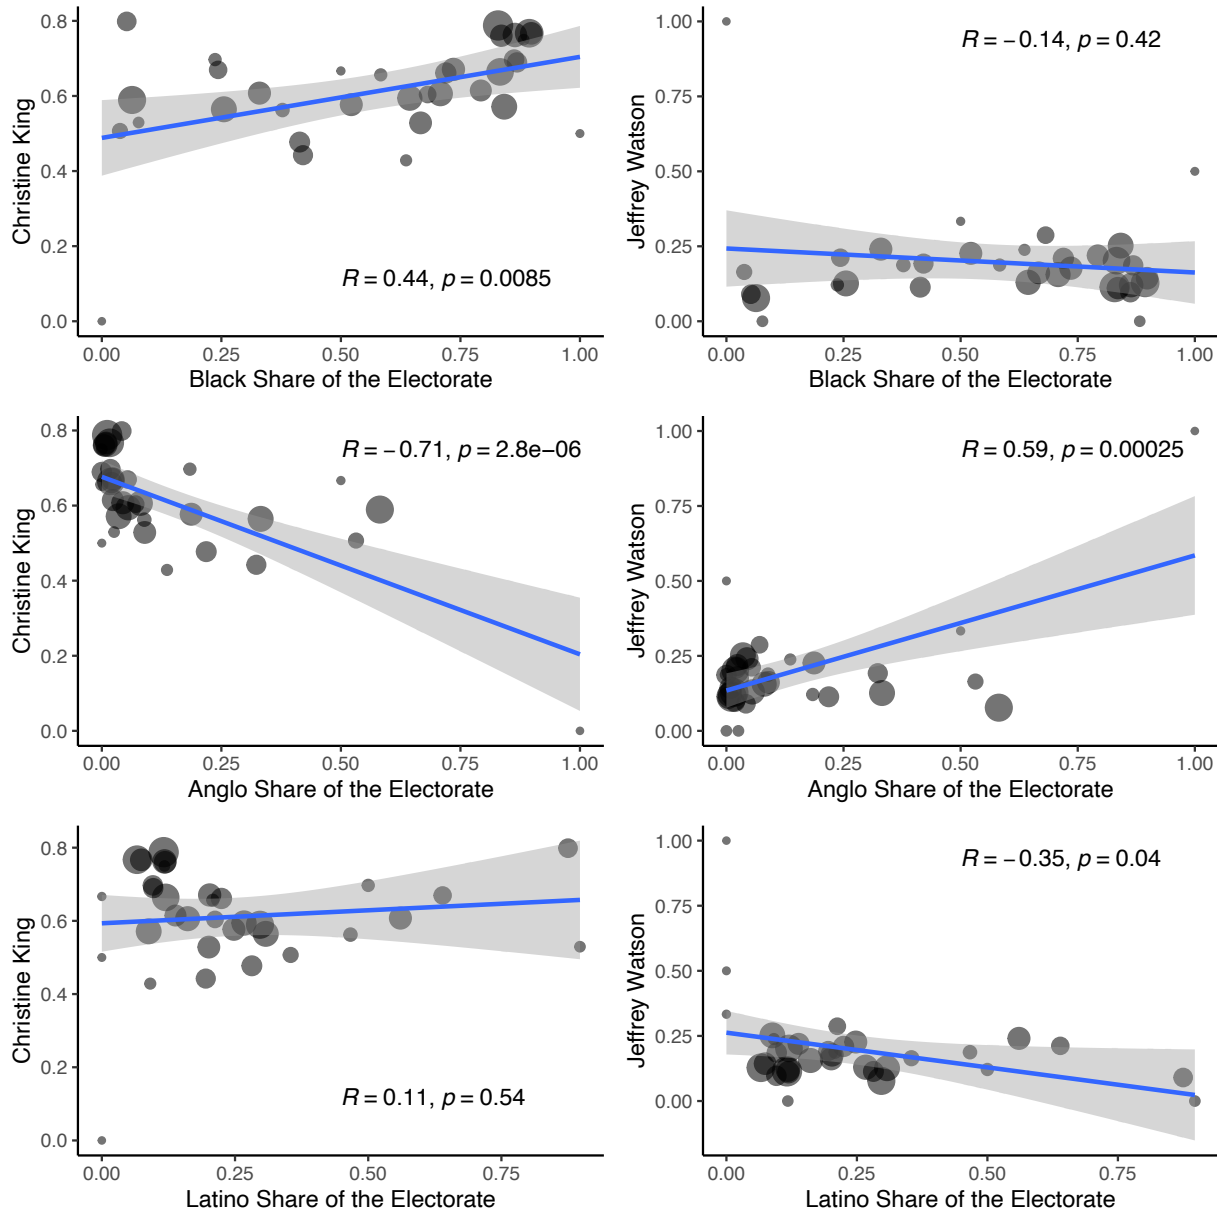 Christine King
0.8
0.6
0.4
0.2
0.0
R = 0.44, p = 0.0085
0.00 0.25 0.50 0.75 1.00
Black Share of the Electorate
Jeffrey Watson
1.00
0.75
0.50
0.25
0.00
R = −0.14, p = 0.42
0.00 0.25 0.50 0.75 1.00
Black Share of the Electorate
Christine King
0.8
0.6
0.4
0.2
0.0
R = −0.71, p = 2.8e−06
0.00 0.25 0.50 0.75 1.00
Anglo Share of the Electorate
Jeffrey Watson
1.00
0.75
0.50
0.25
0.00
R = 0.59, p = 0.00025
0.00 0.25 0.50 0.75 1.00
Anglo Share of the Electorate
Christine King
0.8
0.6
0.4
0.2
0.0
R = 0.11, p = 0.54
0.00 0.25 0.50 0.75
Latino Share of the Electorate
Jeffrey Watson
1.00
0.75
0.50
0.25
0.00
R = −0.35, p = 0.04
0.00 0.25 0.50 0.75
Latino Share of the Electorate